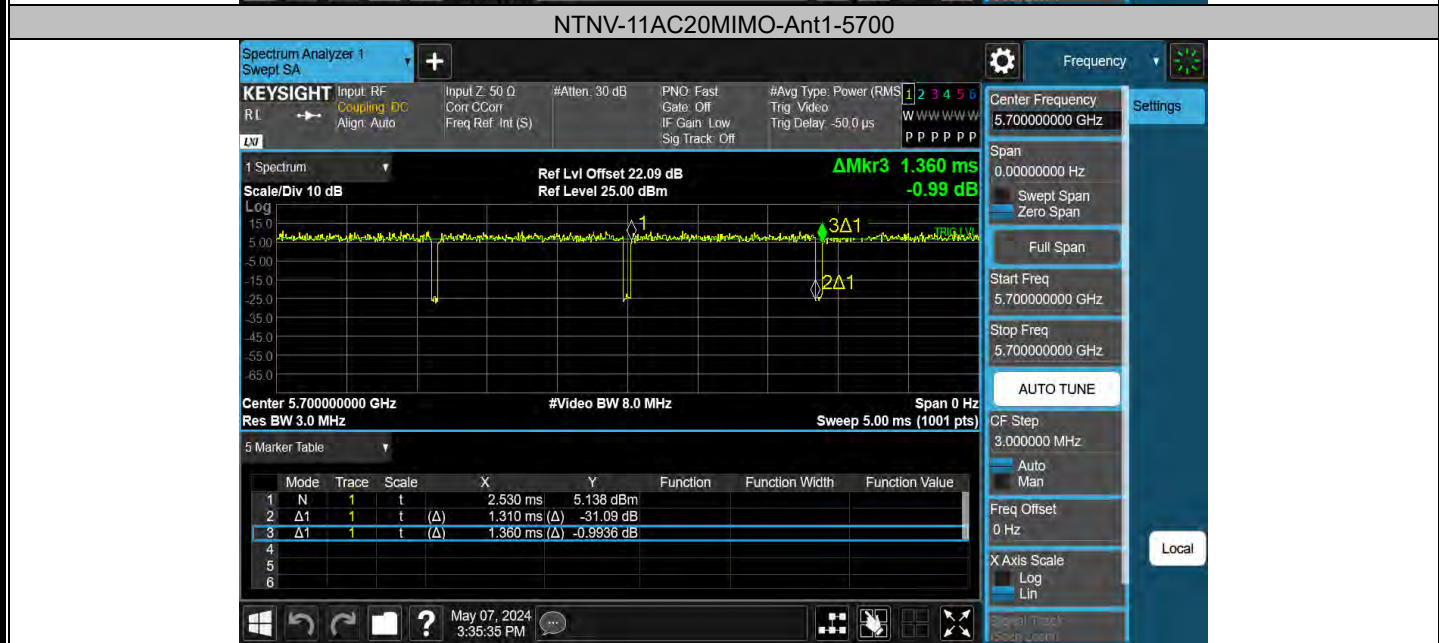 NTNV-11AC20MIMO-Ant1-5700
Spectrum Analyzer 1
Swept SA
+
Frequency
KEYSIGHT
RL
LXI
Input: RF
Coupling: DC
Align: Auto
Input Z: 50 Ω
Corr CCorr
Freq Ref: Int (S)
#Atten: 30 dB
PNO: Fast
Gate: Off
IF Gain: Low
Sig Track: Off
#Avg Type: Power (RMS
Trig: Video
Trig Delay: -50.0 µs
1 2 3 4 5 6
W W W W W W
P P P P P P
Center Frequency
5.700000000 GHz
Settings
Span
0.00000000 Hz
Swept Span
Zero Span
Full Span
Start Freq
5.700000000 GHz
Stop Freq
5.700000000 GHz
AUTO TUNE
CF Step
3.000000 MHz
Auto
Man
Freq Offset
0 Hz
X Axis Scale
Log
Lin
Signal Track
Local
1 Spectrum
Scale/Div 10 dB
Ref Lvl Offset 22.09 dB
Ref Level 25.00 dBm
ΔMkr3 1.360 ms
-0.99 dB
Log
15.0
5.00
-5.00
-15.0
-25.0
-35.0
-45.0
-55.0
-65.0
1
3Δ1
TRIG LVL
2Δ1
Center 5.700000000 GHz
#Video BW 8.0 MHz
Span 0 Hz
Res BW 3.0 MHz
Sweep 5.00 ms (1001 pts)
5 Marker Table
Mode Trace Scale X Y Function Function Width Function Value
1 N 1 t 2.530 ms 5.138 dBm
2 Δ1 1 t (Δ) 1.310 ms (Δ) -31.09 dB
3 Δ1 1 t (Δ) 1.360 ms (Δ) -0.9936 dB
4
5
6
?
May 07, 2024
3:35:35 PM